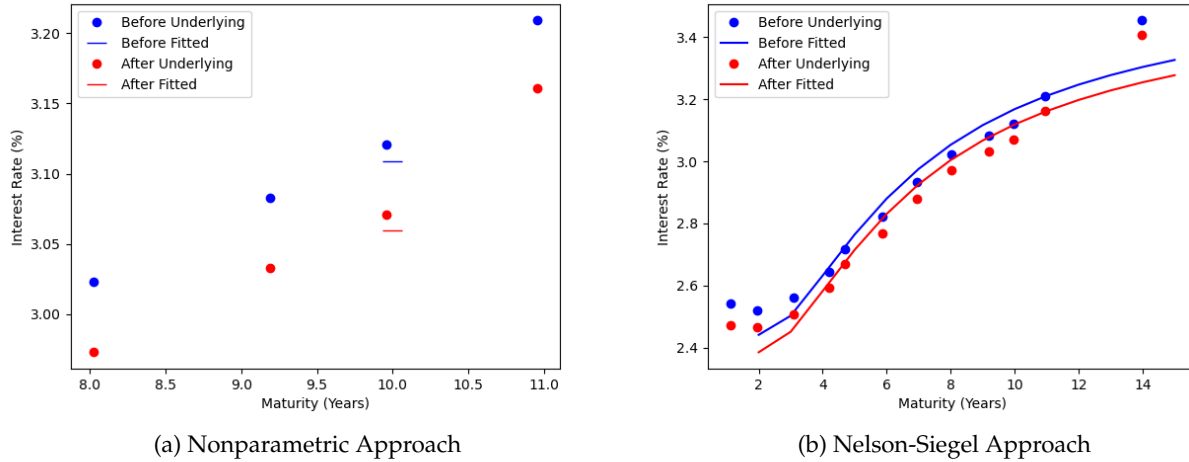 Before Underlying
Before Fitted
After Underlying
After Fitted
3.20
3.15
3.10
3.05
3.00
Interest Rate (%)
8.0 8.5 9.0 9.5 10.0 10.5 11.0
Maturity (Years)
(a) Nonparametric Approach
Before Underlying
Before Fitted
After Underlying
After Fitted
3.4
3.2
3.0
2.8
2.6
2.4
Interest Rate (%)
2 4 6 8 10 12 14
Maturity (Years)
(b) Nelson-Siegel Approach